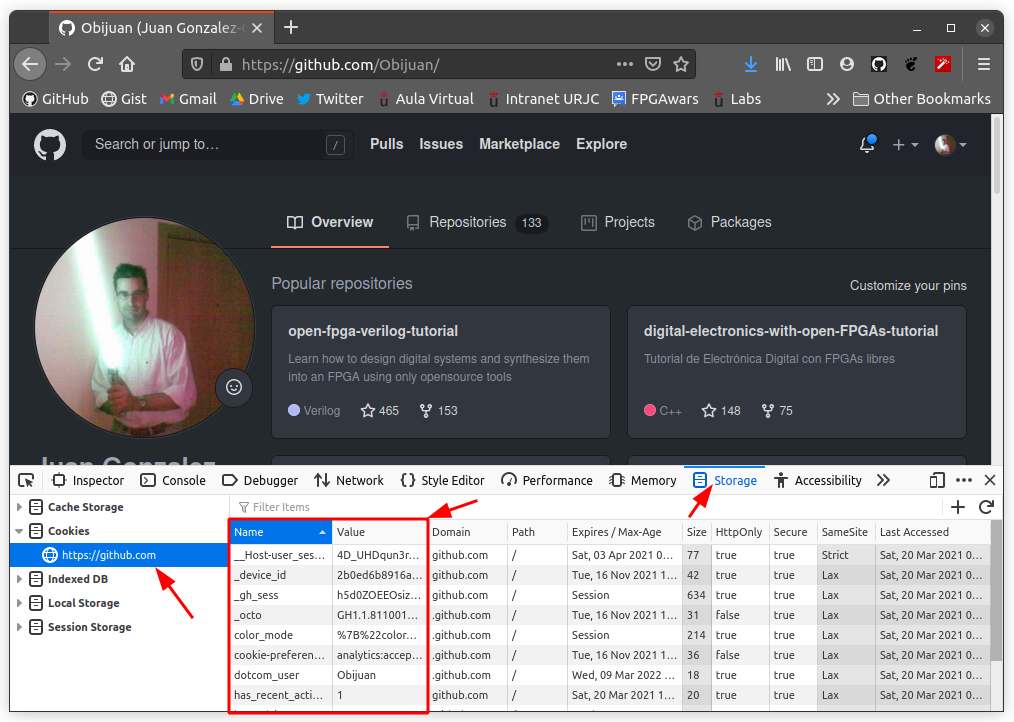 Obijuan (Juan Gonzalez-
https://github.com/Obijuan/
GitHub Gist Gmail Drive Twitter Aula Virtual Intranet URJC FPGAwars Labs Other Bookmarks
Search or jump to… / Pulls Issues Marketplace Explore
Overview Repositories 133 Projects Packages
Popular repositories Customize your pins
open-fpga-verilog-tutorial
Learn how to design digital systems and synthesize them
into an FPGA using only opensource tools
Verilog 465 153
digital-electronics-with-open-FPGAs-tutorial
Tutorial de Electrónica Digital con FPGAs libres
C++ 148 75
Juan Gonzalez
Inspector Console Debugger Network Style Editor Performance Memory Storage Accessibility
Cache Storage
Cookies
https://github.com
Indexed DB
Local Storage
Session Storage
Filter Items
Name Value Domain Path Expires / Max-Age Size HttpOnly Secure SameSite Last Accessed
__Host-user_ses… 4D_UHDqun3r… github.com / Sat, 03 Apr 2021 0… 77 true true Strict Sat, 20 Mar 2021 0…
_device_id 2b0ed6b8916a… github.com / Tue, 16 Nov 2021 1… 42 true true Lax Sat, 20 Mar 2021 0…
_gh_sess h5d0ZOEEOsiz… github.com / Session 634 true true Lax Sat, 20 Mar 2021 0…
_octo GH1.1.811001… .github.com / Tue, 16 Nov 2021 1… 31 false true Lax Sat, 20 Mar 2021 0…
color_mode %7B%22color… .github.com / Session 214 true true Lax Sat, 20 Mar 2021 0…
cookie-preferen… analytics:accep… .github.com / Tue, 16 Nov 2021 1… 36 false true Lax Sat, 20 Mar 2021 0…
dotcom_user Obijuan .github.com / Wed, 09 Mar 2022 … 18 true true Lax Sat, 20 Mar 2021 0…
has_recent_acti… 1 github.com / Sat, 20 Mar 2021 1… 20 true true Lax Sat, 20 Mar 2021 0…